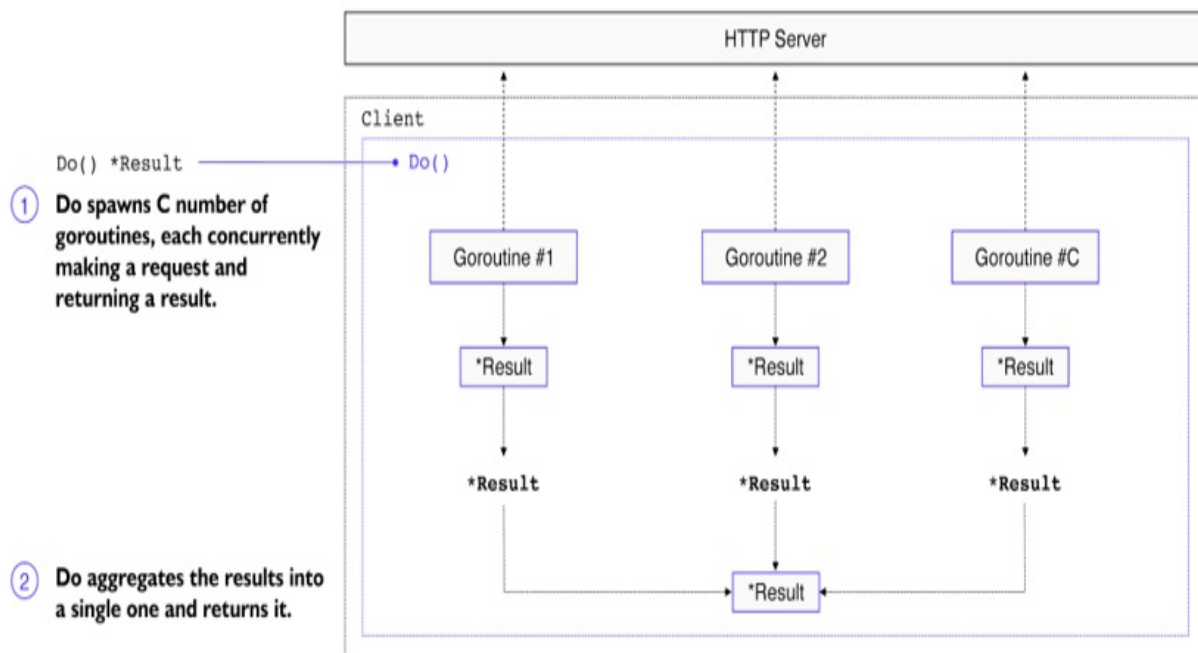 HTTP Server
Client
Do() *Result
Do()
1
Do spawns C number of
goroutines, each concurrently
making a request and
returning a result.
Goroutine #1
Goroutine #2
Goroutine #C
*Result
*Result
*Result
*Result
*Result
*Result
2
Do aggregates the results into
a single one and returns it.
*Result